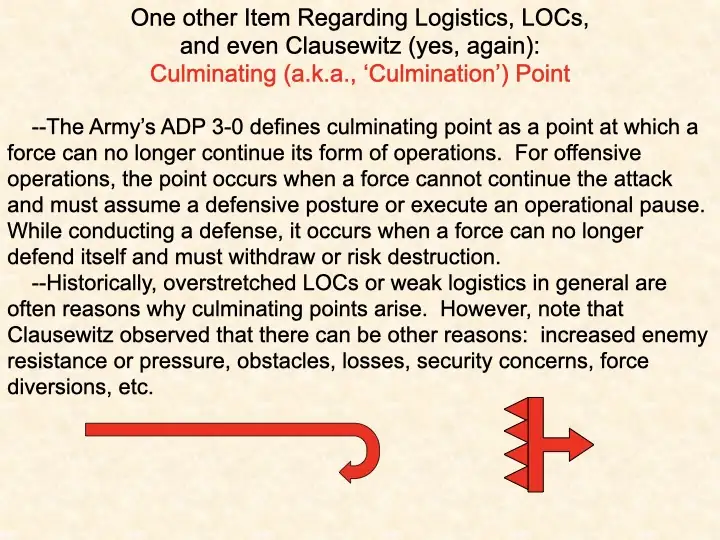 One other Item Regarding Logistics, LOCs,
and even Clausewitz (yes, again):
Culminating (a.k.a., ‘Culmination’) Point
--The Army’s ADP 3-0 defines culminating point as a point at which a
force can no longer continue its form of operations.  For offensive
operations, the point occurs when a force cannot continue the attack
and must assume a defensive posture or execute an operational pause.
While conducting a defense, it occurs when a force can no longer
defend itself and must withdraw or risk destruction.
--Historically, overstretched LOCs or weak logistics in general are
often reasons why culminating points arise.  However, note that
Clausewitz observed that there can be other reasons:  increased enemy
resistance or pressure, obstacles, losses, security concerns, force
diversions, etc.